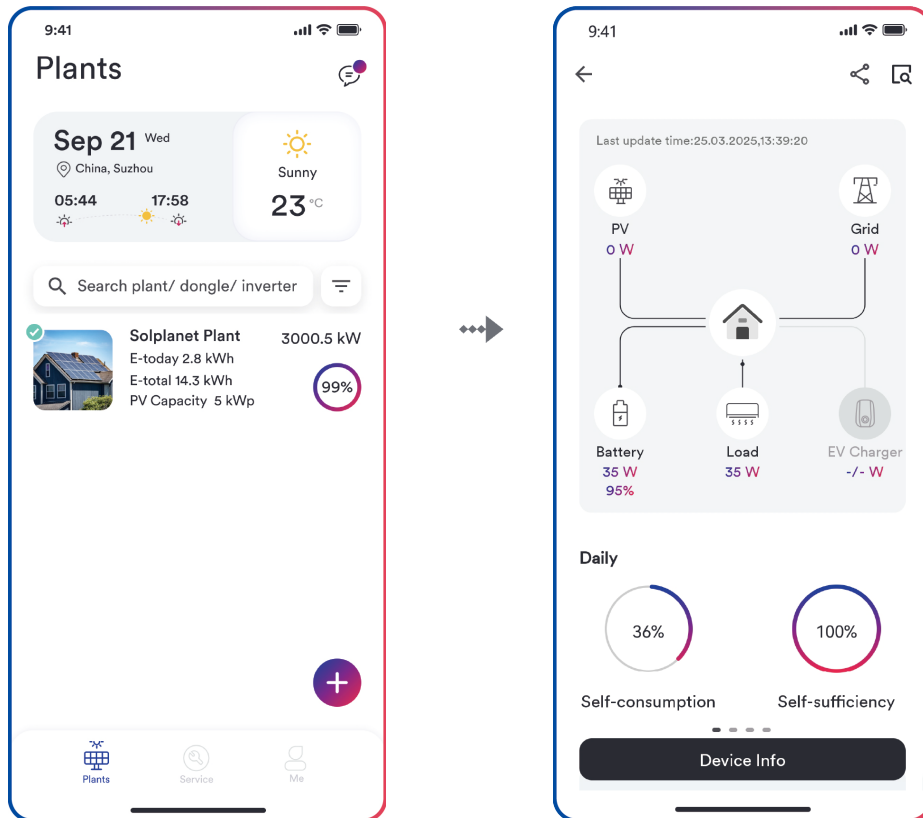 9:41
Plants
Sep 21 Wed
China, Suzhou
05:44 17:58
Sunny
23 °C
Search plant/ dongle/ inverter
Solplanet Plant
3000.5 kW
E-today 2.8 kWh
E-total 14.3 kWh
PV Capacity 5 kWp
99%
Plants
Service
Me
9:41
Last update time:25.03.2025,13:39:20
PV
0 W
Grid
0 W
Battery
35 W
95%
Load
35 W
EV Charger
-/- W
Daily
36%
100%
Self-consumption
Self-sufficiency
Device Info